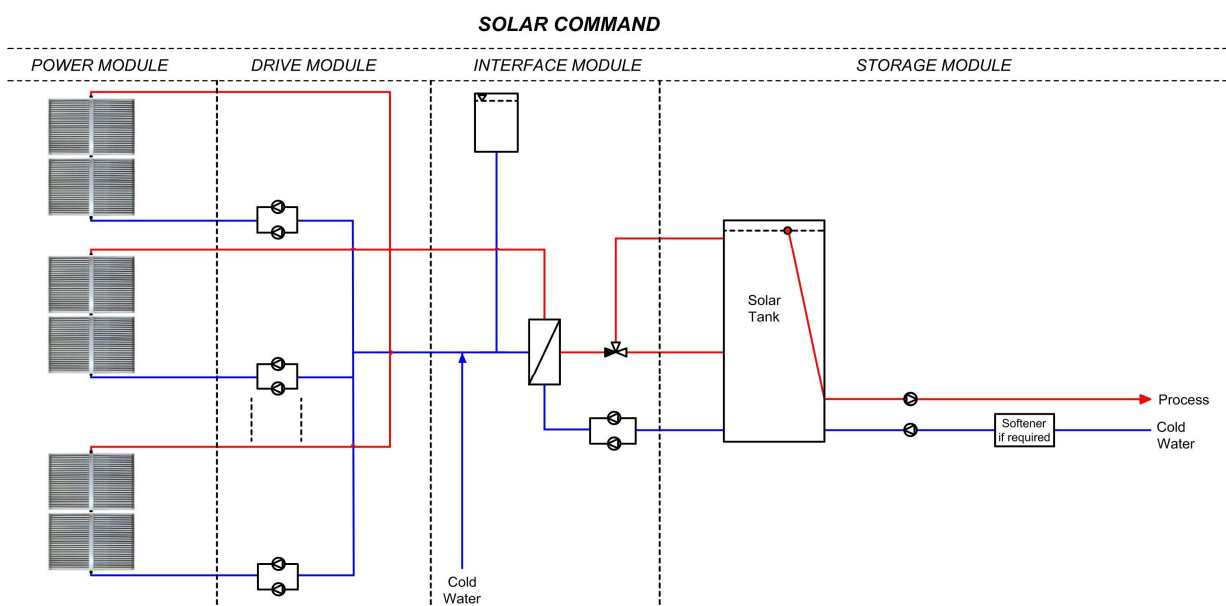 SOLAR COMMAND
POWER MODULE
DRIVE MODULE
INTERFACE MODULE
STORAGE MODULE
Solar
Tank
Process
Softener
if required
Cold
Water
Cold
Water